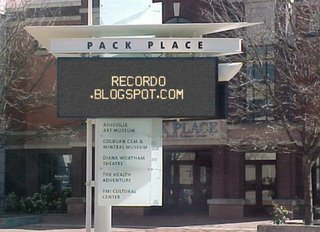 PACK PLACE
RECORDO
.BLOGSPOT.COM
ASHEVILLE
ART MUSEUM
COLBURN GEM &
MINERAL MUSEUM
DIANA WORTHAM
THEATRE
THE HEALTH
ADVENTURE
YMI CULTURAL
CENTER
K PLACE